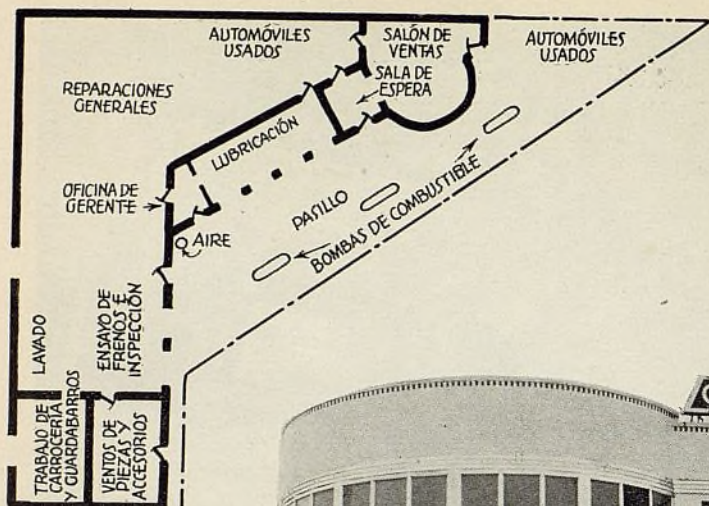 AUTOMÓVILES
USADOS
SALÓN DE
VENTAS
AUTOMÓVILES
USADOS
SALA DE
ESPERA
REPARACIONES
GENERALES
LUBRICACIÓN
OFICINA DE
GERENTE
PASILLO
BOMBAS DE COMBUSTIBLE
AIRE
LAVADO
ENSAYO DE
FRENOS E
INSPECCIÓN
TRABAJO DE
CARROCERÍA
Y GUARDABARROS
VENTOS DE
PIEZAS Y
ACCESORIOS